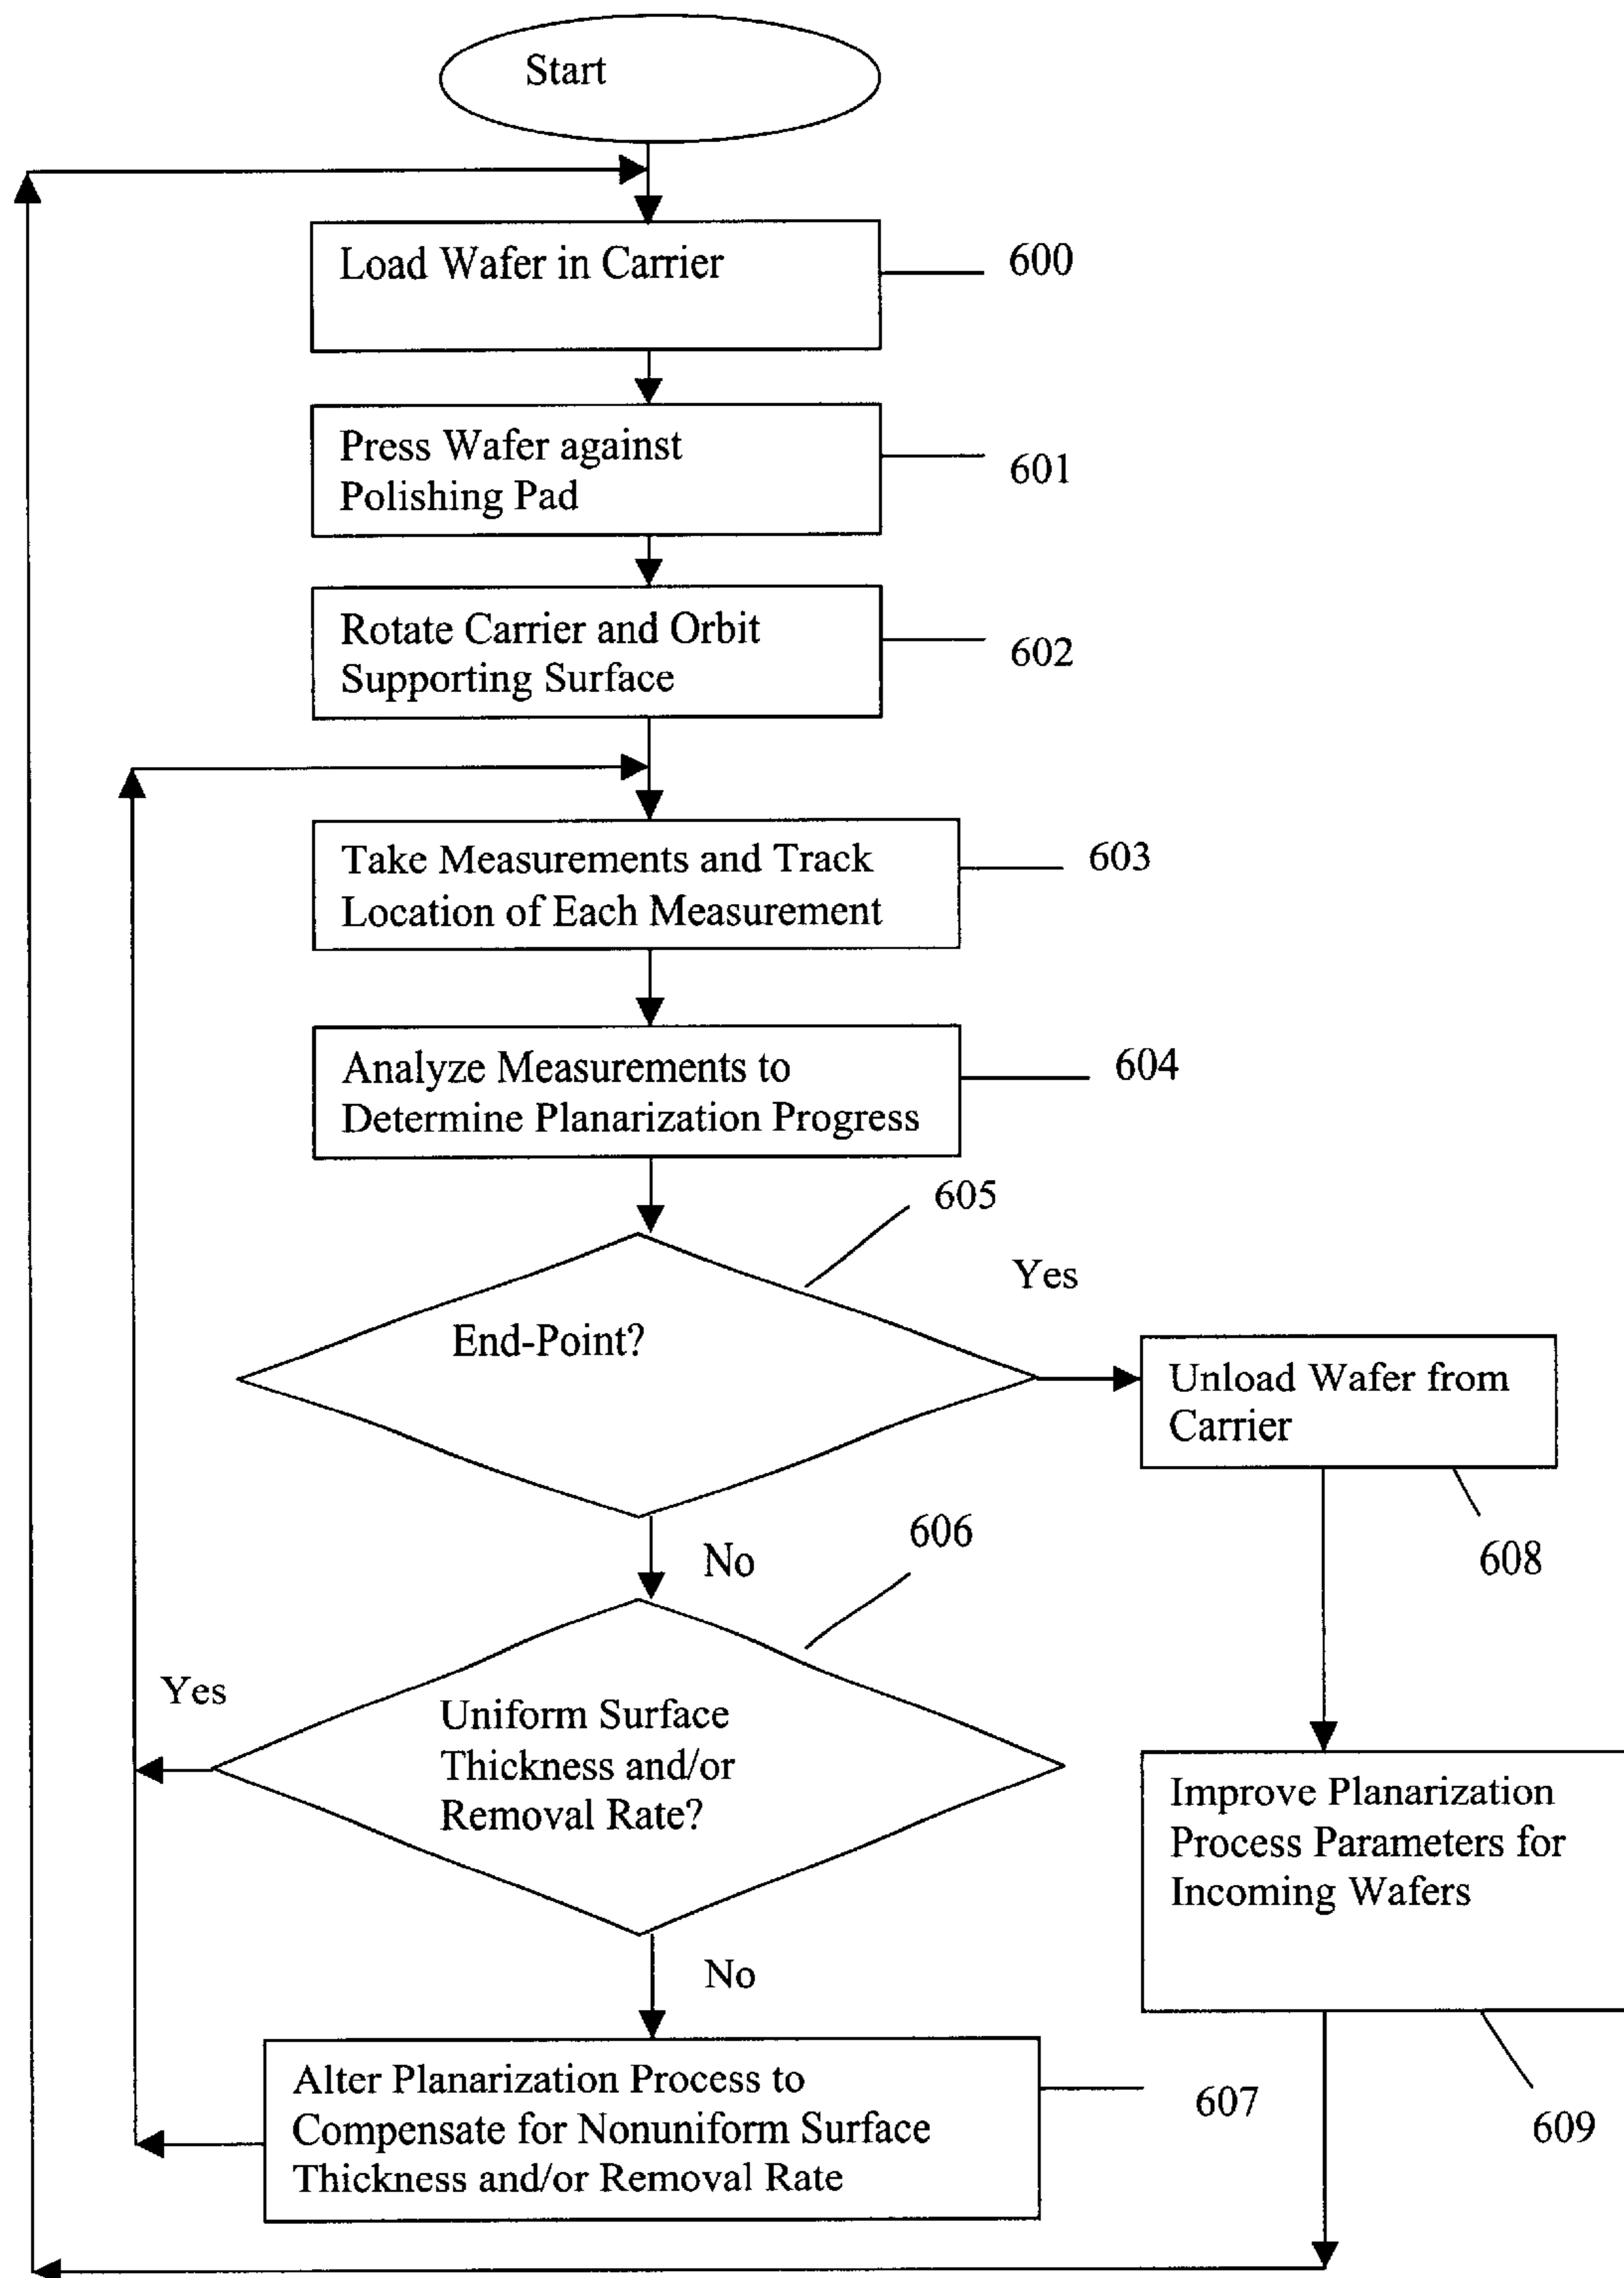 Start
Load Wafer in Carrier
600
Press Wafer against
Polishing Pad
601
Rotate Carrier and Orbit
Supporting Surface
602
Take Measurements and Track
Location of Each Measurement
603
Analyze Measurements to
Determine Planarization Progress
604
605
End-Point?
Yes
Unload Wafer from
Carrier
608
No
606
Yes
Uniform Surface
Thickness and/or
Removal Rate?
Improve Planarization
Process Parameters for
Incoming Wafers
609
No
Alter Planarization Process to
Compensate for Nonuniform Surface
Thickness and/or Removal Rate
607